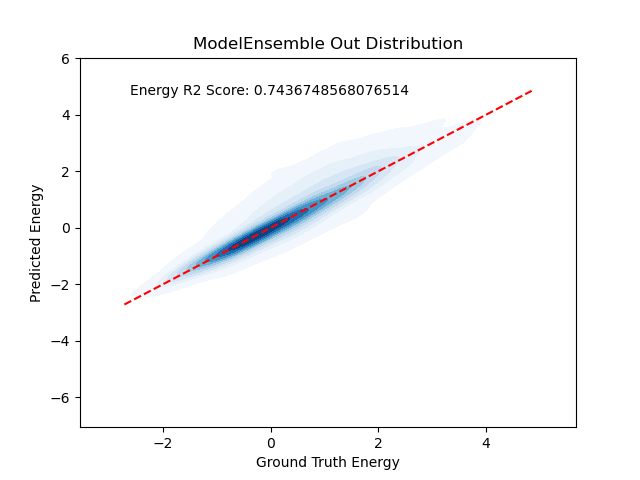 ModelEnsemble Out Distribution
Energy R2 Score: 0.7436748568076514
6
4
2
0
−2
−4
−6
Predicted Energy
−2
0
2
4
Ground Truth Energy